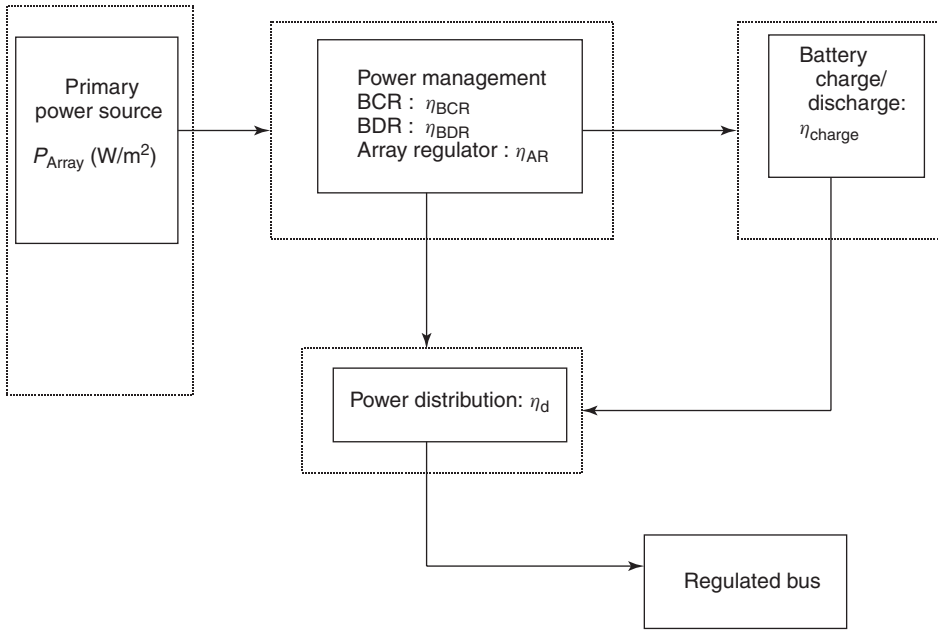 Primary
power source
P_Array (W/m²)
Power management
BCR : η_BCR
BDR : η_BDR
Array regulator : η_AR
Battery
charge/
discharge:
η_charge
Power distribution: η_d
Regulated bus